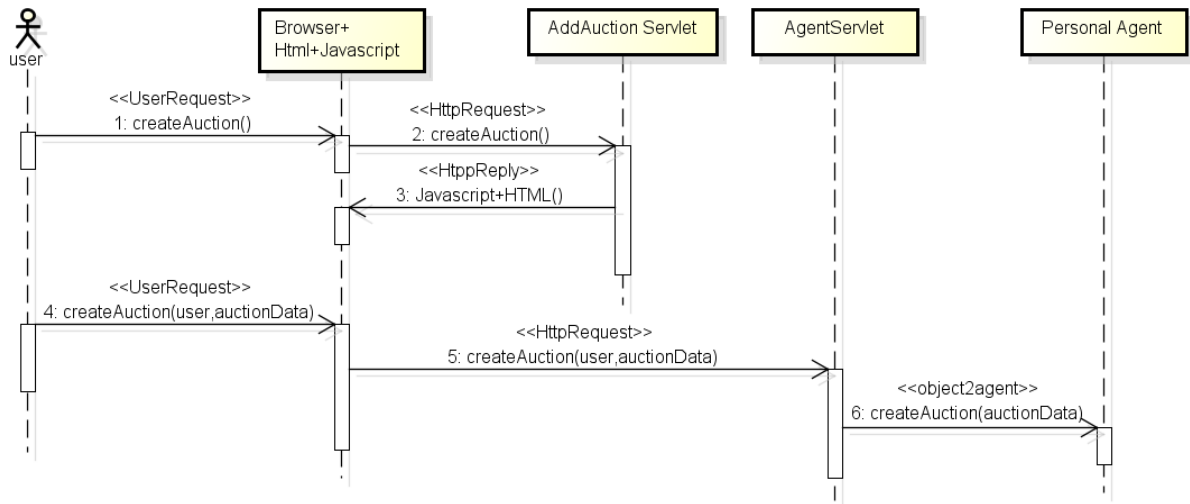 user
Browser+
Html+Javascript
AddAuction Servlet
AgentServlet
Personal Agent
<<UserRequest>>
1: createAuction()
<<HttpRequest>>
2: createAuction()
<<HtppReply>>
3: Javascript+HTML()
<<UserRequest>>
4: createAuction(user,auctionData)
<<HttpRequest>>
5: createAuction(user,auctionData)
<<object2agent>>
6: createAuction(auctionData)